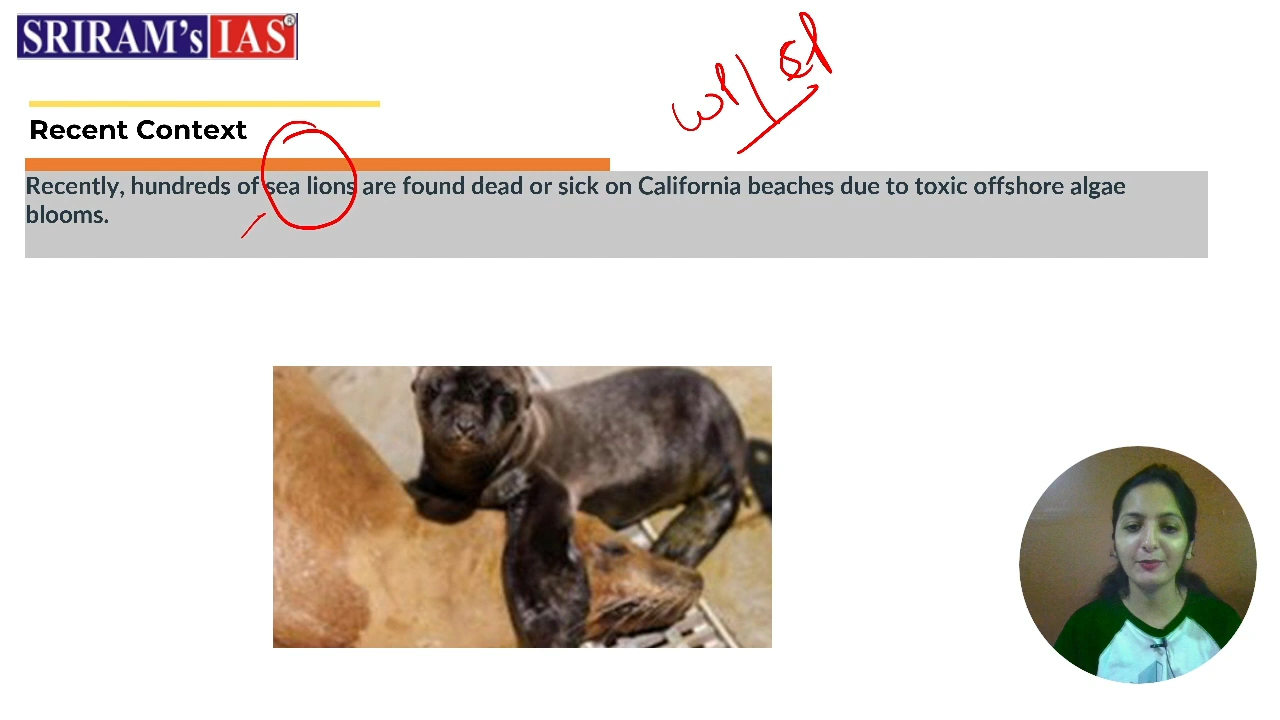 SRIRAM's IAS®
Recent Context
Recently, hundreds of sea lions are found dead or sick on California beaches due to toxic offshore algae
blooms.